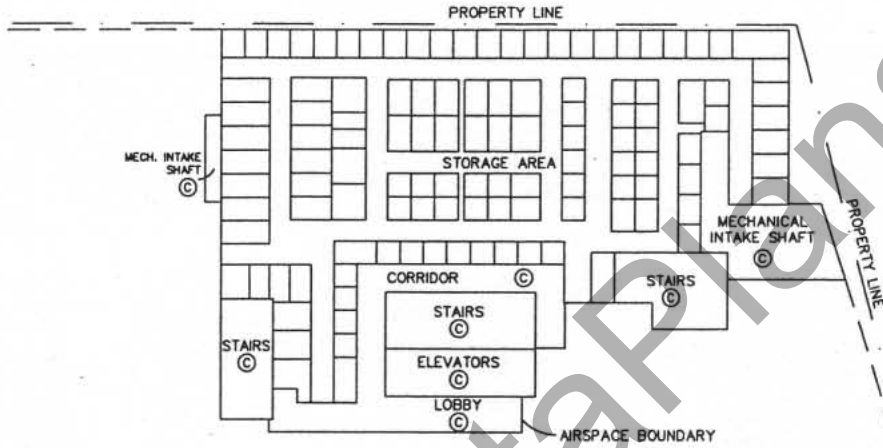 PROPERTY LINE
MECH. INTAKE
SHAFT
©
STORAGE AREA
PROPERTY LINE
MECHANICAL
INTAKE SHAFT
©
CORRIDOR ©
STAIRS
©
STAIRS
©
STAIRS
©
ELEVATORS
©
LOBBY
©
AIRSPACE BOUNDARY